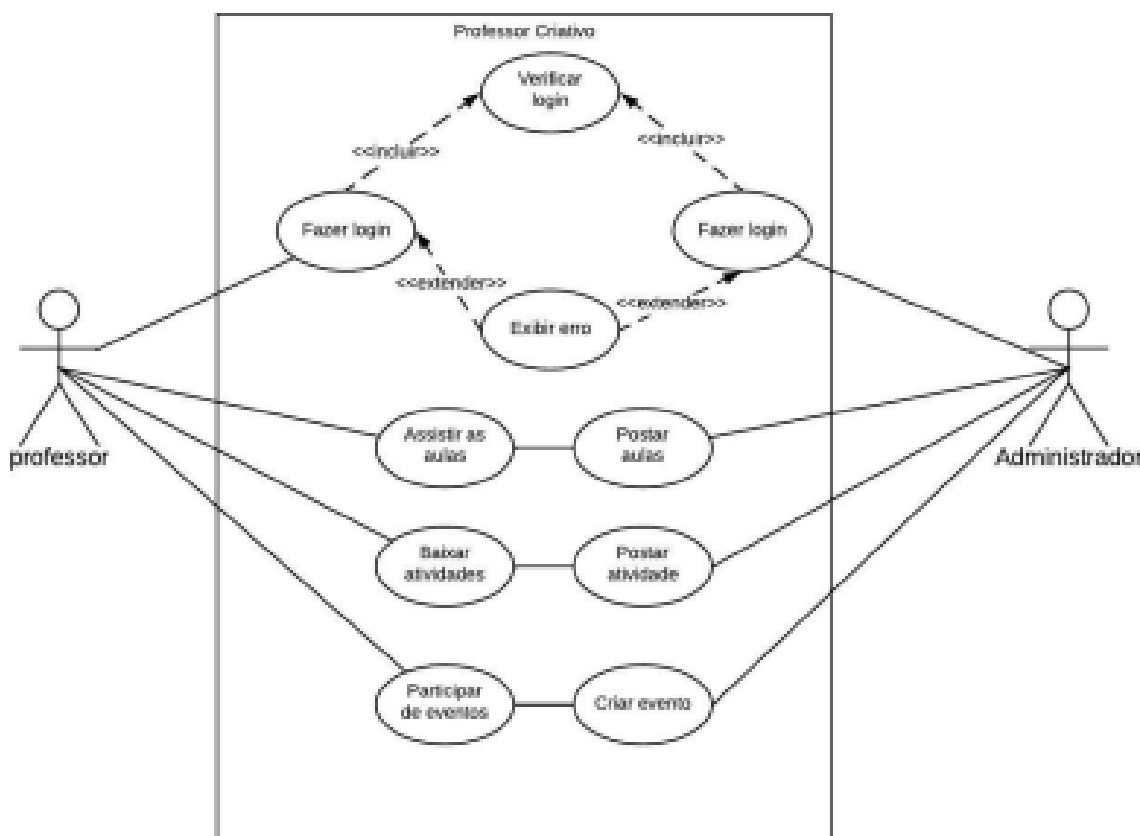 Professor Criativo
Verificar
login
<<incluir>>
<<incluir>>
Fazer login
Fazer login
<<extender>>
<<extender>>
Exibir erro
Assistir as
aulas
Postar
aulas
professor
Administrador
Baixar
atividades
Postar
atividade
Participar
de eventos
Criar evento